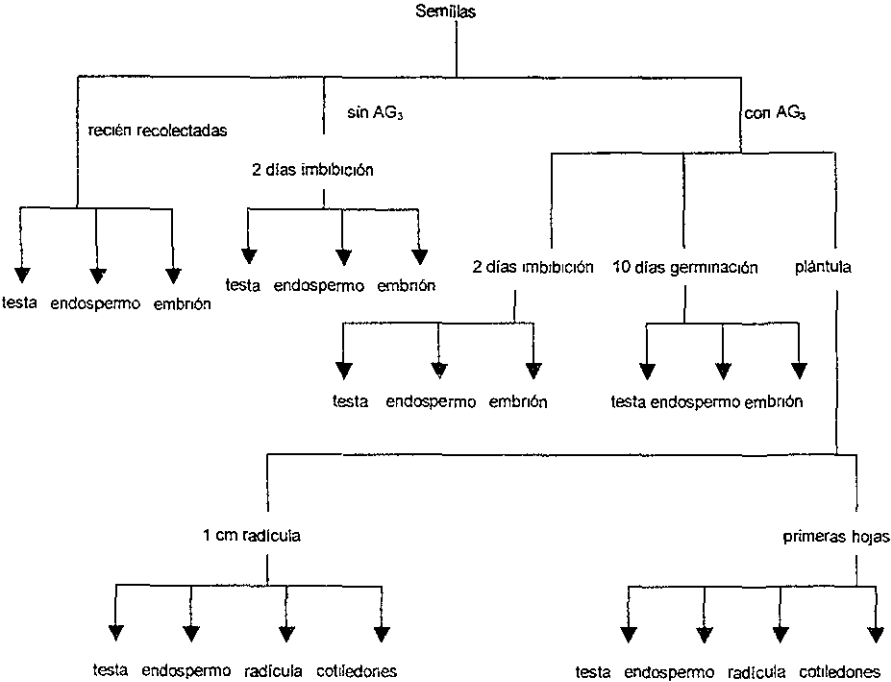 Semillas
recién recolectadas
sin AG₃
con AG₃
2 días imbibición
testa endospermo embrión
testa endospermo embrión
2 días imbibición
10 días germinación
plántula
testa endospermo embrión
testa endospermo embrión
1 cm radícula
primeras hojas
testa endospermo radícula cotiledones
testa endospermo radícula cotiledones